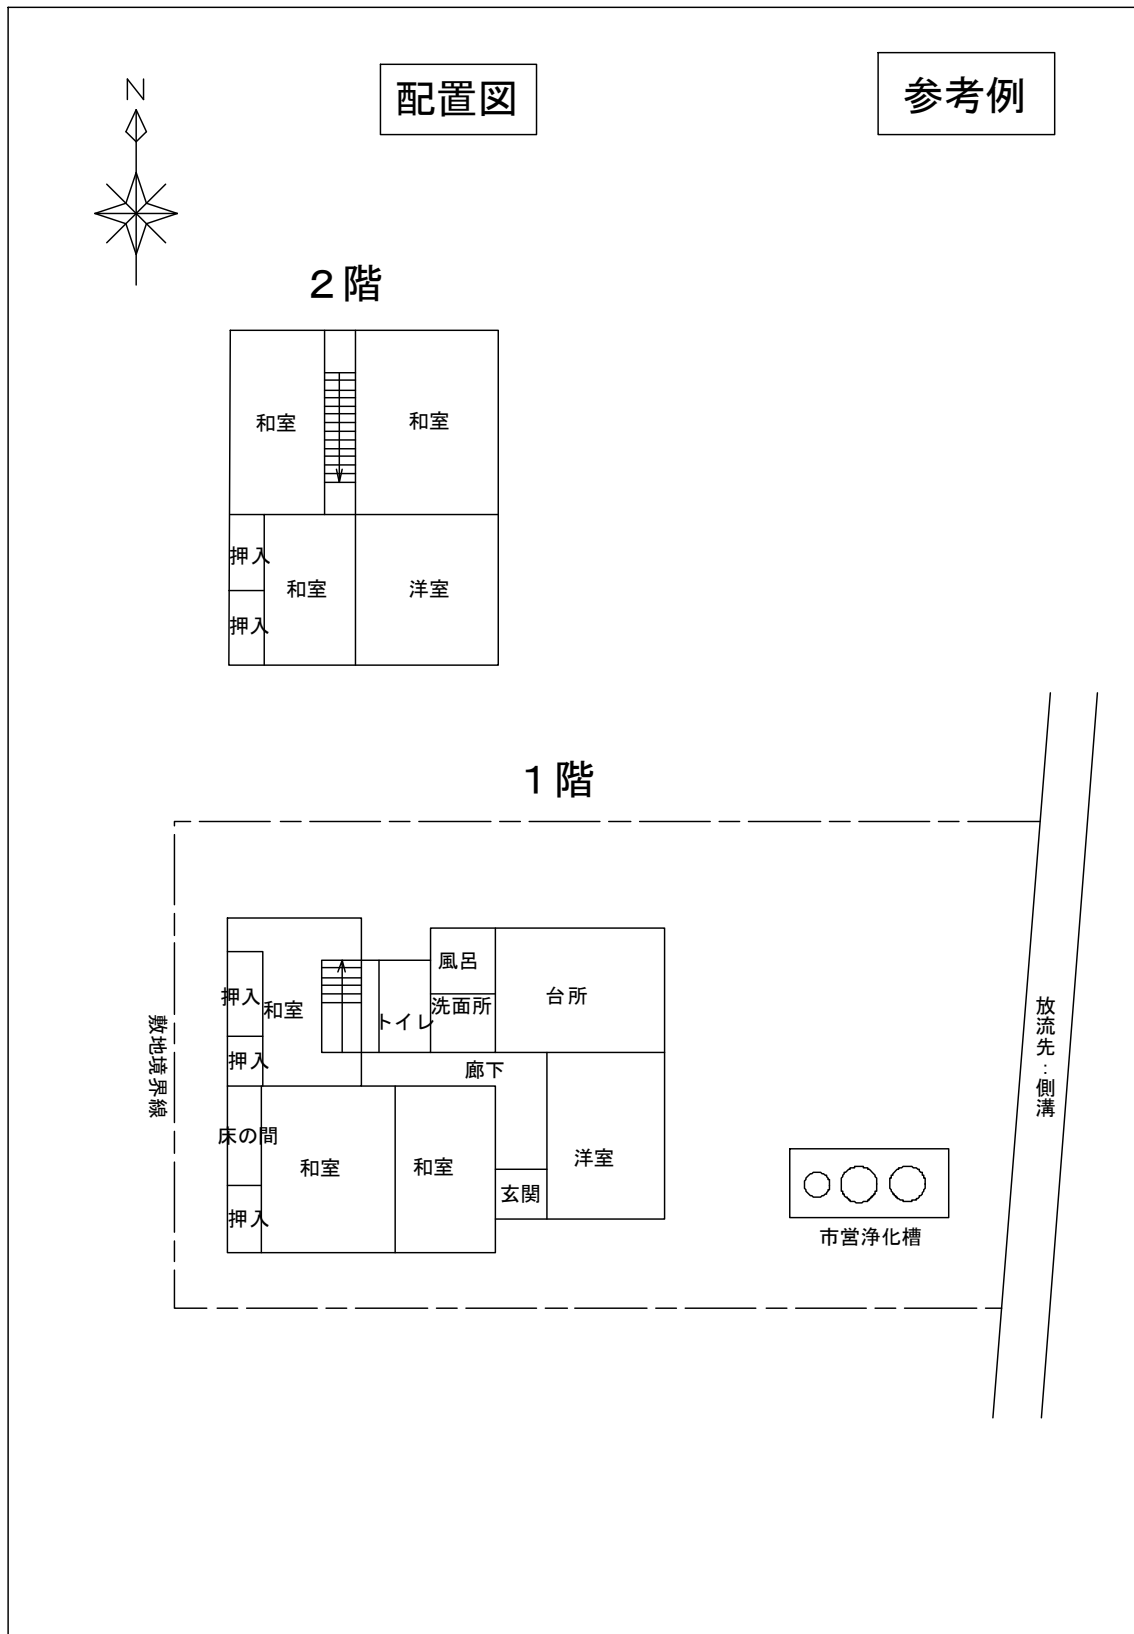 N
配置図
参考例
２階
和室
和室
押入
和室
洋室
押入
１階
風呂
押入
和室
洗面所
台所
トイレ
押入
廊下
敷地境界線
放流先：側溝
床の間
和室
和室
洋室
玄関
押入
市営浄化槽